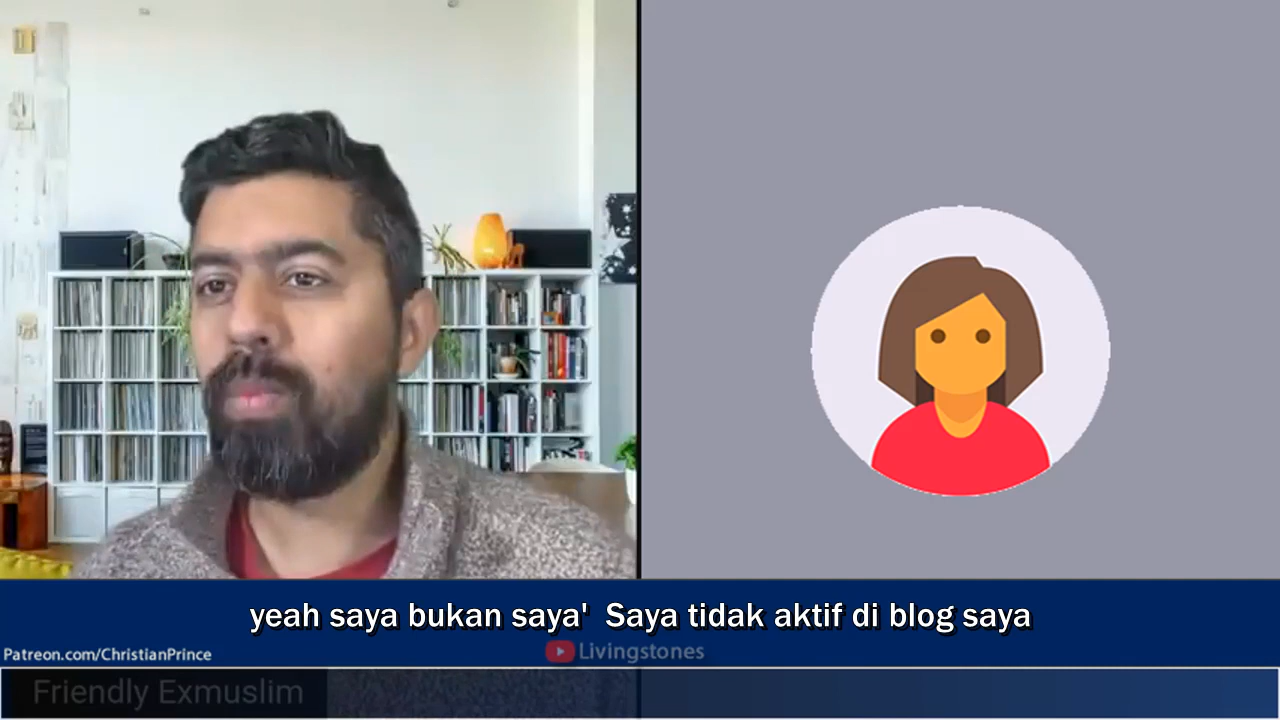 yeah saya bukan saya'  Saya tidak aktif di blog saya
Patreon.com/ChristianPrince
Livingstones
Friendly Exmuslim